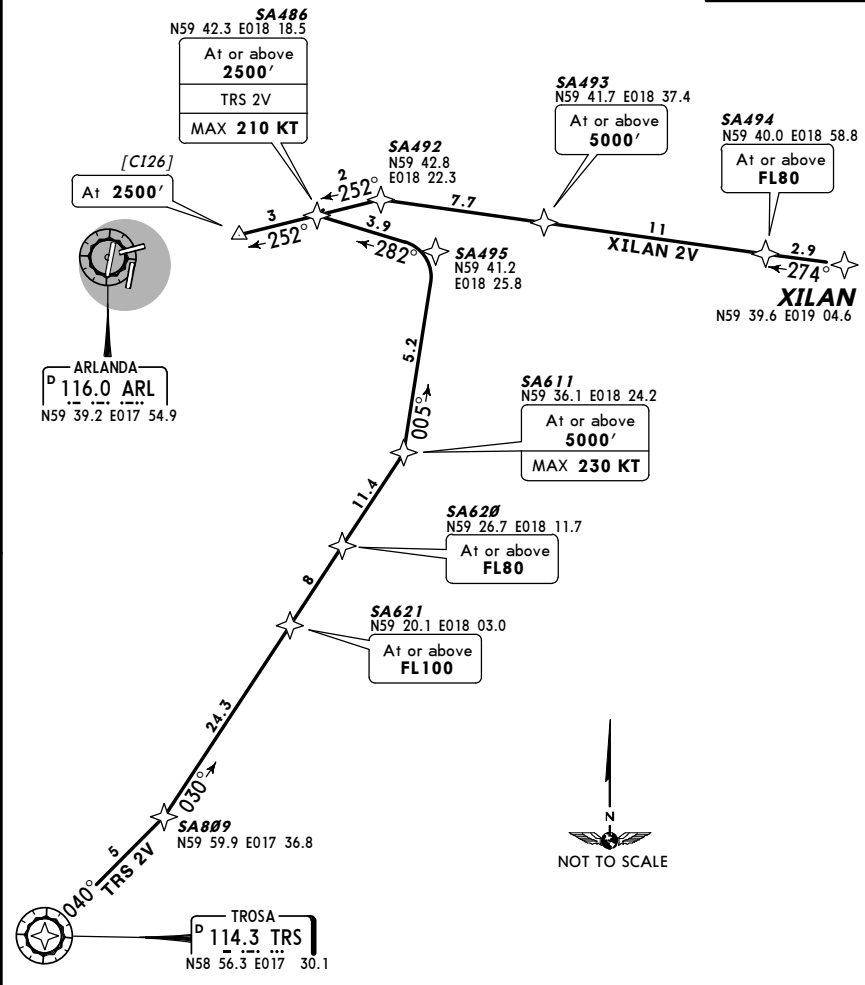 SA486
N59 42.3 E018 18.5
At or above
2500'
TRS 2V
MAX 210 KT
[CI26]
At 2500'
3
252°
2
252°
SA492
N59 42.8
E018 22.3
7.7
SA493
N59 41.7 E018 37.4
At or above
5000'
11
XILAN 2V
SA494
N59 40.0 E018 58.8
At or above
FL80
2.9
274°
XILAN
N59 39.6 E019 04.6
3.9
282°
SA495
N59 41.2
E018 25.8
5.2
005°
ARLANDA
D 116.0 ARL
N59 39.2 E017 54.9
SA611
N59 36.1 E018 24.2
At or above
5000'
MAX 230 KT
11.4
SA62Ø
N59 26.7 E018 11.7
At or above
FL80
8
SA621
N59 20.1 E018 03.0
At or above
FL100
24.3
030°
SA8Ø9
N59 59.9 E017 36.8
5
TRS 2V
040°
TROSA
D 114.3 TRS
N58 56.3 E017 30.1
N
NOT TO SCALE